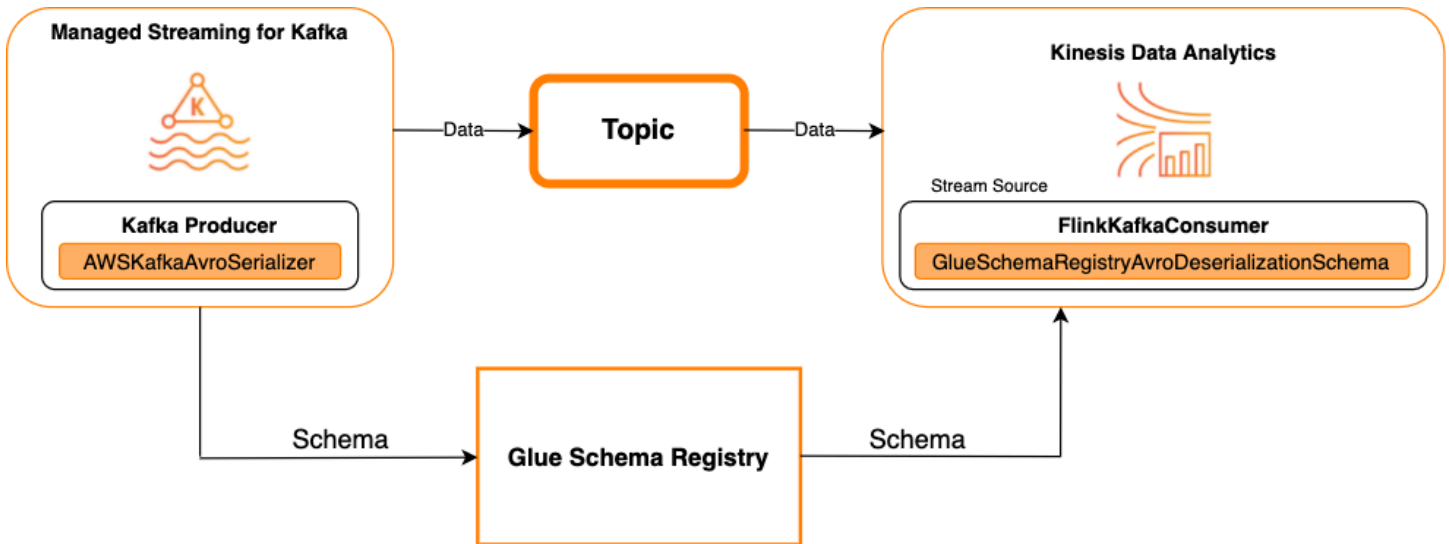 Managed Streaming for Kafka
K
Kafka Producer
AWSKafkaAvroSerializer
Data
Topic
Data
Kinesis Data Analytics
Stream Source
FlinkKafkaConsumer
GlueSchemaRegistryAvroDeserializationSchema
Schema
Glue Schema Registry
Schema